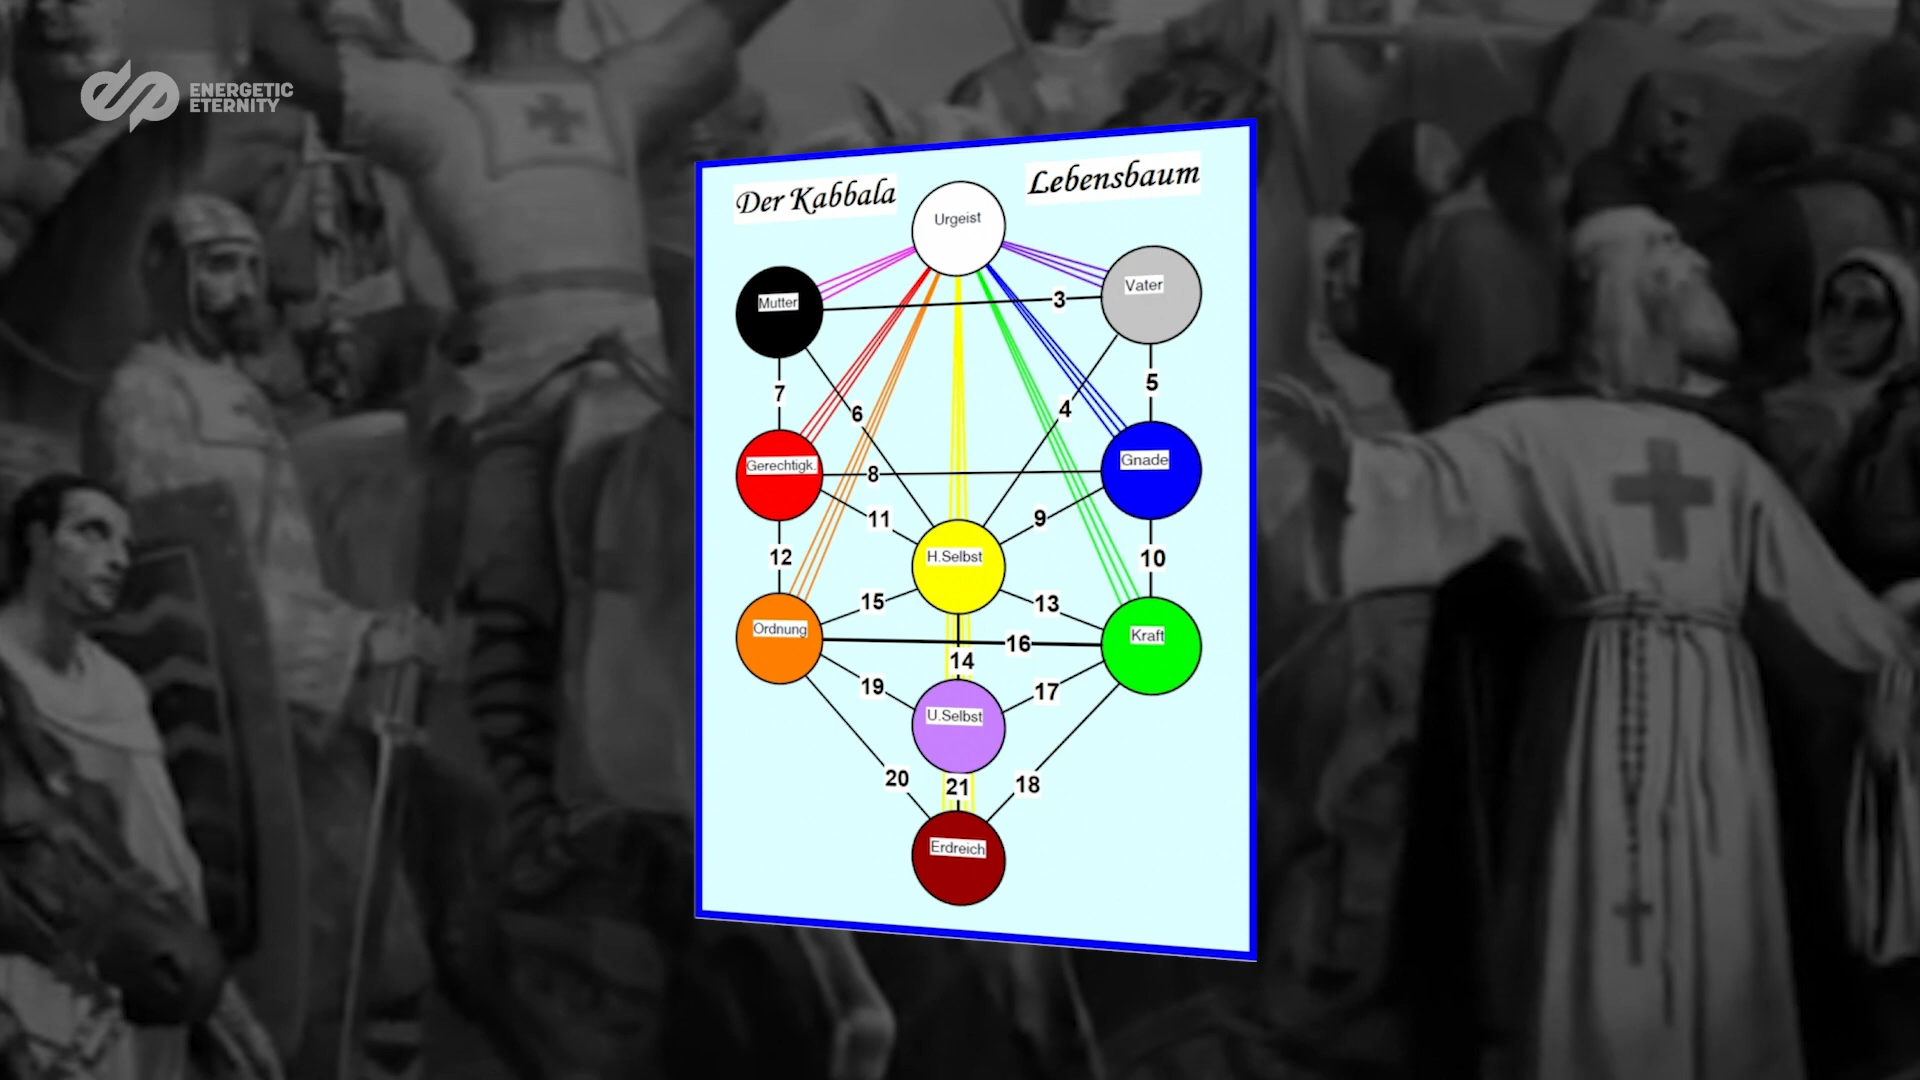 ENERGETIC
ETERNITY
Der Kabbala
Lebensbaum
Urgeist
Mutter
Vater
3
7
6
4
5
Gerechtigk.
8
Gnade
11
9
12
H.Selbst
10
15
13
Ordnung
16
Kraft
14
19
17
U.Selbst
20
21
18
Erdreich